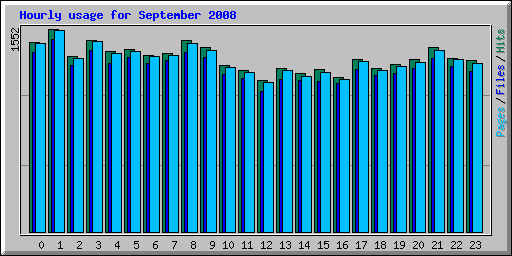 Hourly usage for September 2008
1552
Pages / Files / Hits
0 1 2 3 4 5 6 7 8 9 10 11 12 13 14 15 16 17 18 19 20 21 22 23